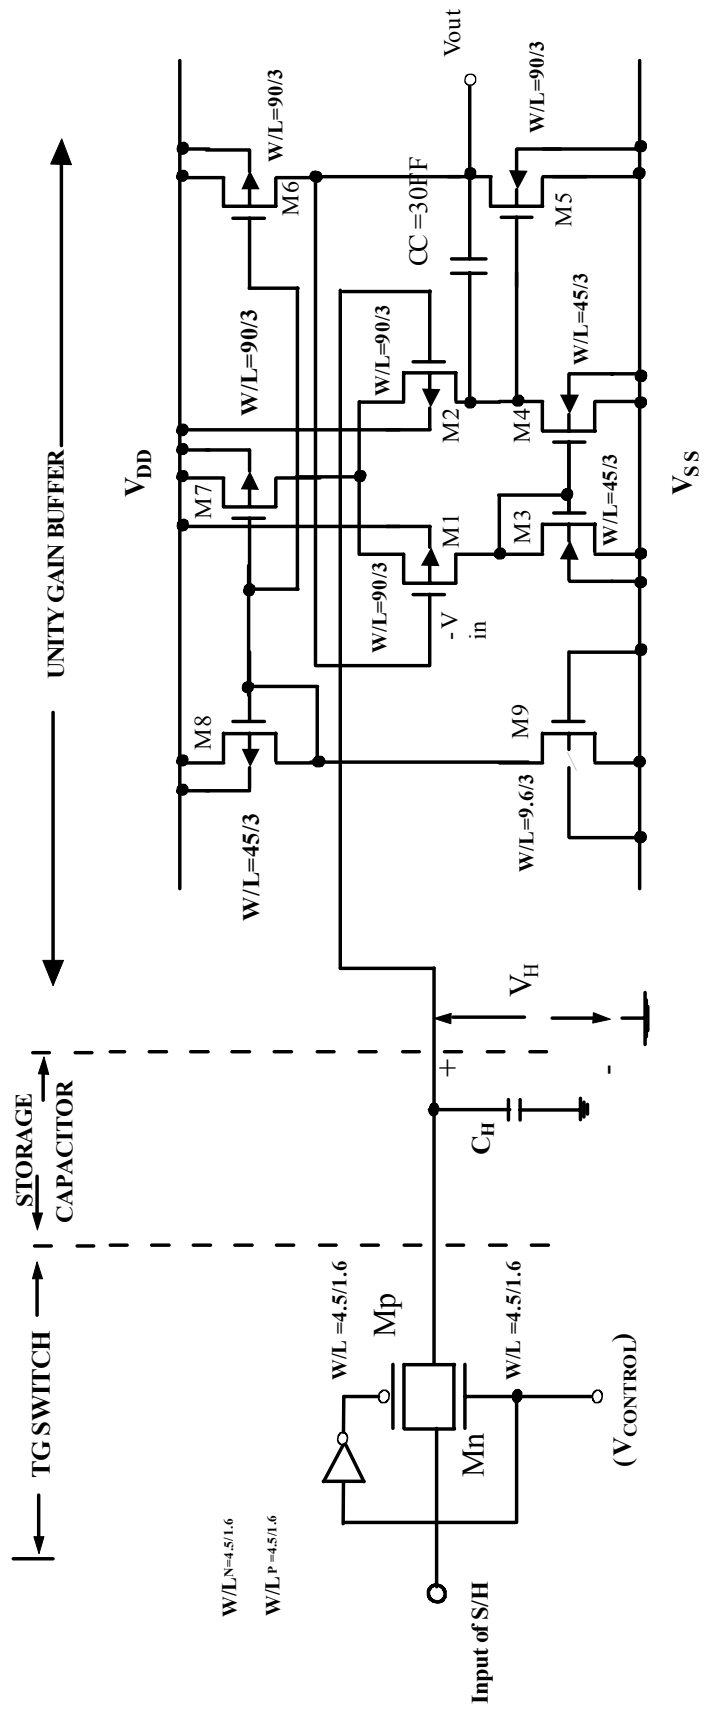 TG SWITCH
STORAGE
CAPACITOR
UNITY GAIN BUFFER
W/LN=4.5/1.6
W/LP=4.5/1.6
Input of S/H
W/L =4.5/1.6
Mp
Mn
W/L =4.5/1.6
(VCONTROL)
CH
+
-
VH
VDD
M8
W/L=45/3
M9
W/L=9.6/3
M7
W/L=90/3
M1
W/L=90/3
- V
in
M2
W/L=90/3
M3
W/L=45/3
M4
W/L=45/3
M6
W/L=90/3
CC=30FF
M5
W/L=90/3
Vout
VSS